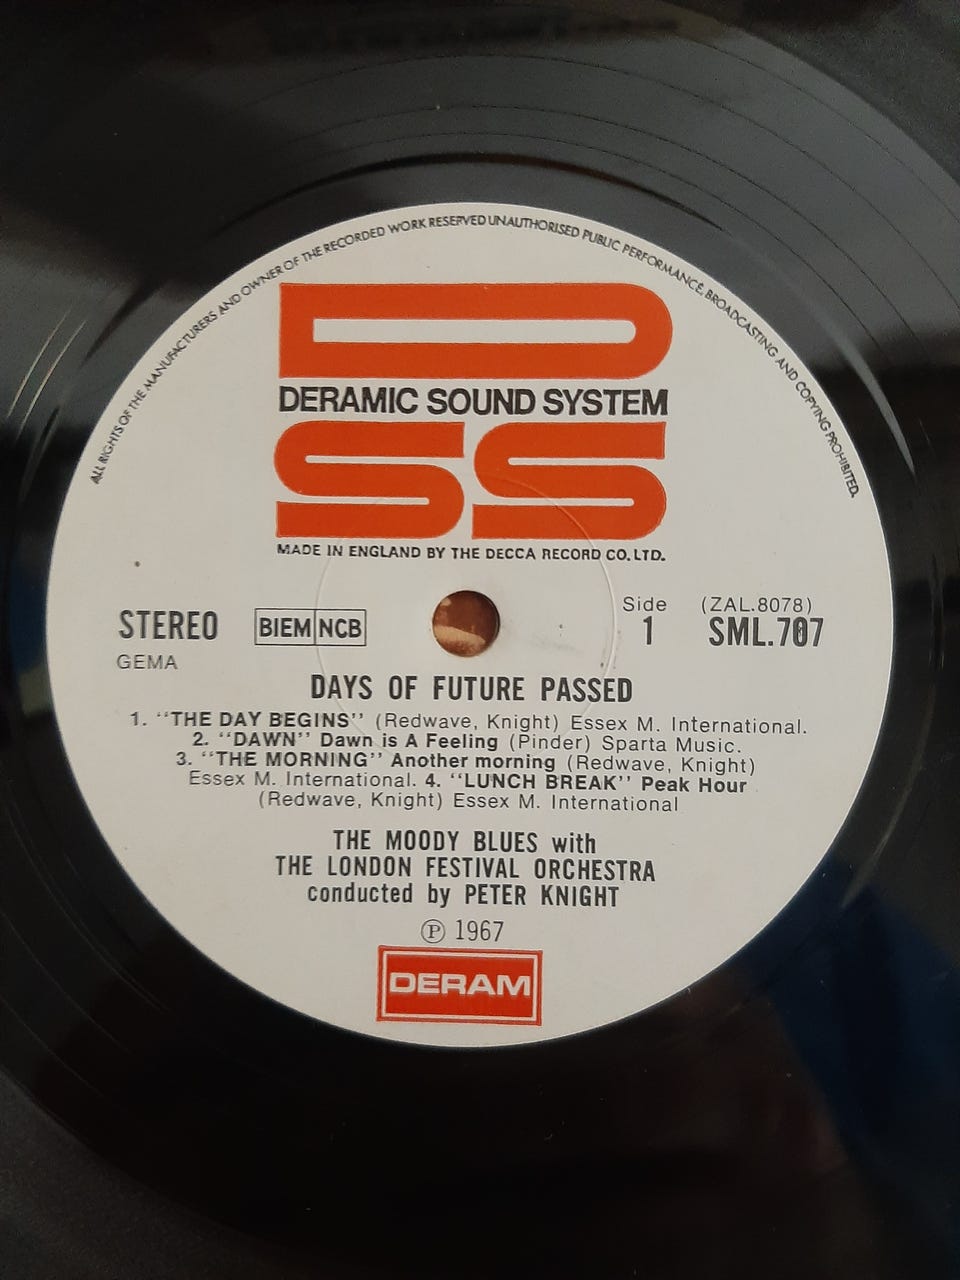 ALL RIGHTS OF THE MANUFACTURERS AND OWNER OF THE RECORDED WORK RESERVED UNAUTHORISED PUBLIC PERFORMANCE, BROADCASTING AND COPYING PROHIBITED.
D
DERAMIC SOUND SYSTEM
SS
MADE IN ENGLAND BY THE DECCA RECORD CO. LTD.
STEREO BIEM NCB Side (ZAL.8078)
GEMA 1 SML.707
DAYS OF FUTURE PASSED
1. “THE DAY BEGINS” (Redwave, Knight) Essex M. International.
2. “DAWN” Dawn is A Feeling (Pinder) Sparta Music.
3. “THE MORNING” Another morning (Redwave, Knight)
Essex M. International. 4. “LUNCH BREAK” Peak Hour
(Redwave, Knight) Essex M. International
THE MOODY BLUES with
THE LONDON FESTIVAL ORCHESTRA
conducted by PETER KNIGHT
℗ 1967
DERAM